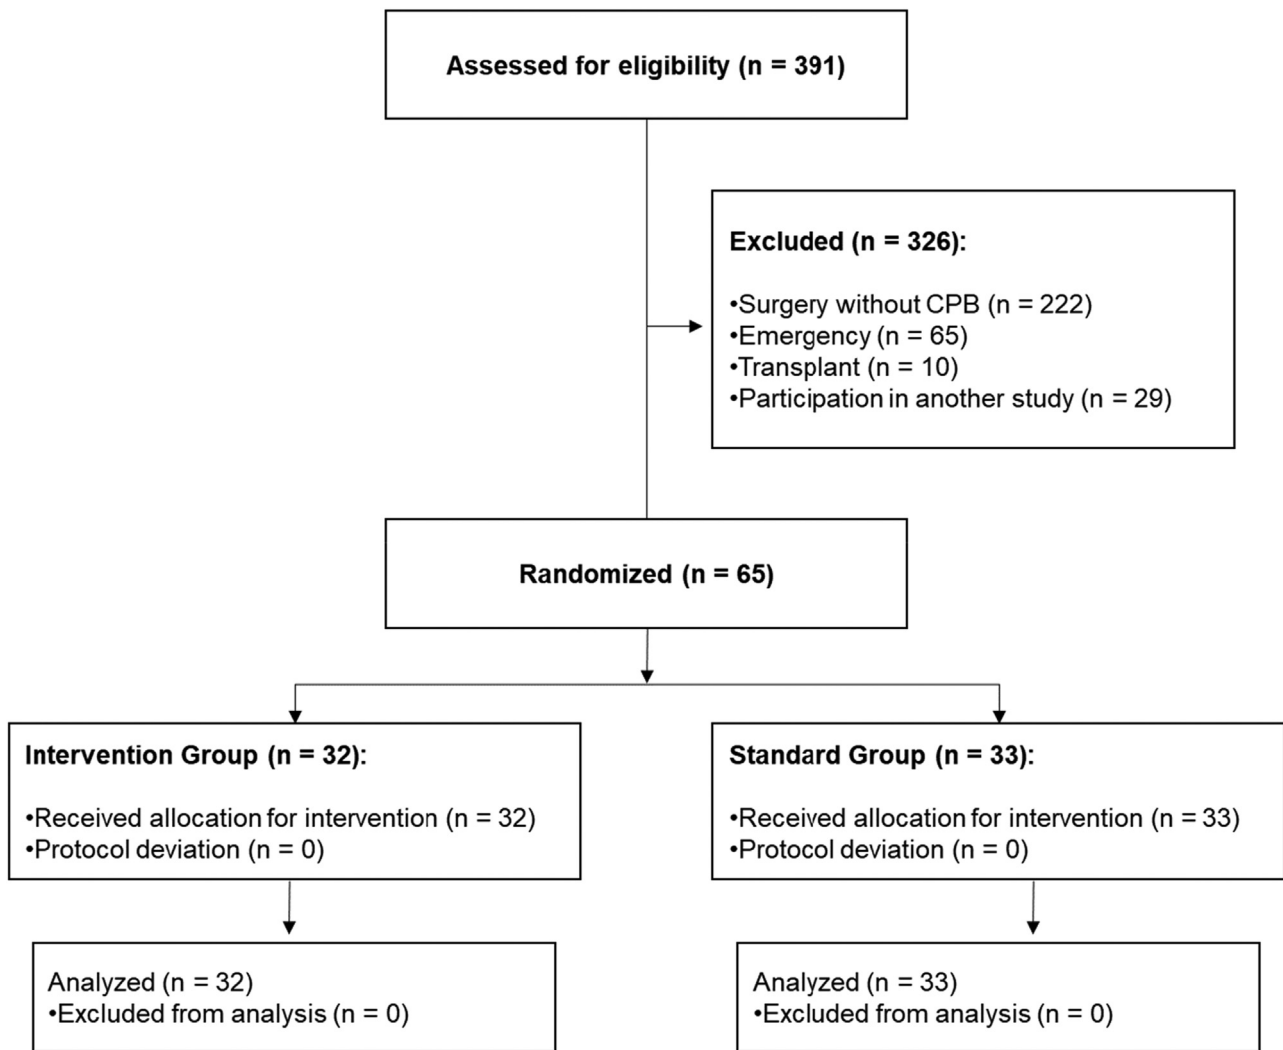 Assessed for eligibility (n = 391)
Excluded (n = 326):
•Surgery without CPB (n = 222)
•Emergency (n = 65)
•Transplant (n = 10)
•Participation in another study (n = 29)
Randomized (n = 65)
Intervention Group (n = 32):
•Received allocation for intervention (n = 32)
•Protocol deviation (n = 0)
Standard Group (n = 33):
•Received allocation for intervention (n = 33)
•Protocol deviation (n = 0)
Analyzed (n = 32)
•Excluded from analysis (n = 0)
Analyzed (n = 33)
•Excluded from analysis (n = 0)